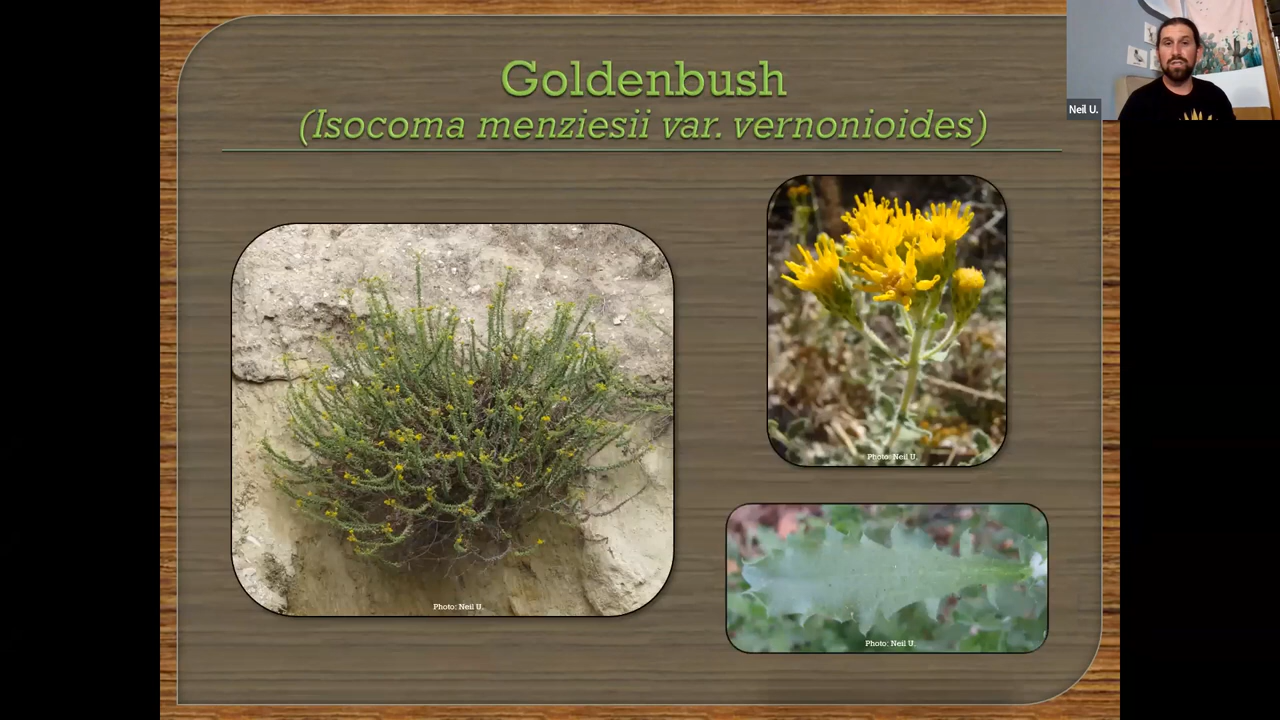 Goldenbush
(Isocoma menziesii var. vernonioides)
Neil U.
Photo: Neil U.
Photo: Neil U.
Photo: Neil U.